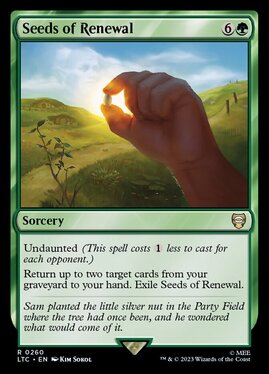 Seeds of Renewal 6
Sorcery
Undaunted (This spell costs 1 less to cast
for each opponent.)
Return up to two target cards from your
graveyard to your hand. Exile Seeds of Renewal.
Sam planted the little silver nut in the Party Field
where the tree had once been, and he wondered
what would come of it.
R 0260
LTC • EN KIM SOKOL
© MEE
™ & © 2023 Wizards of the Coast